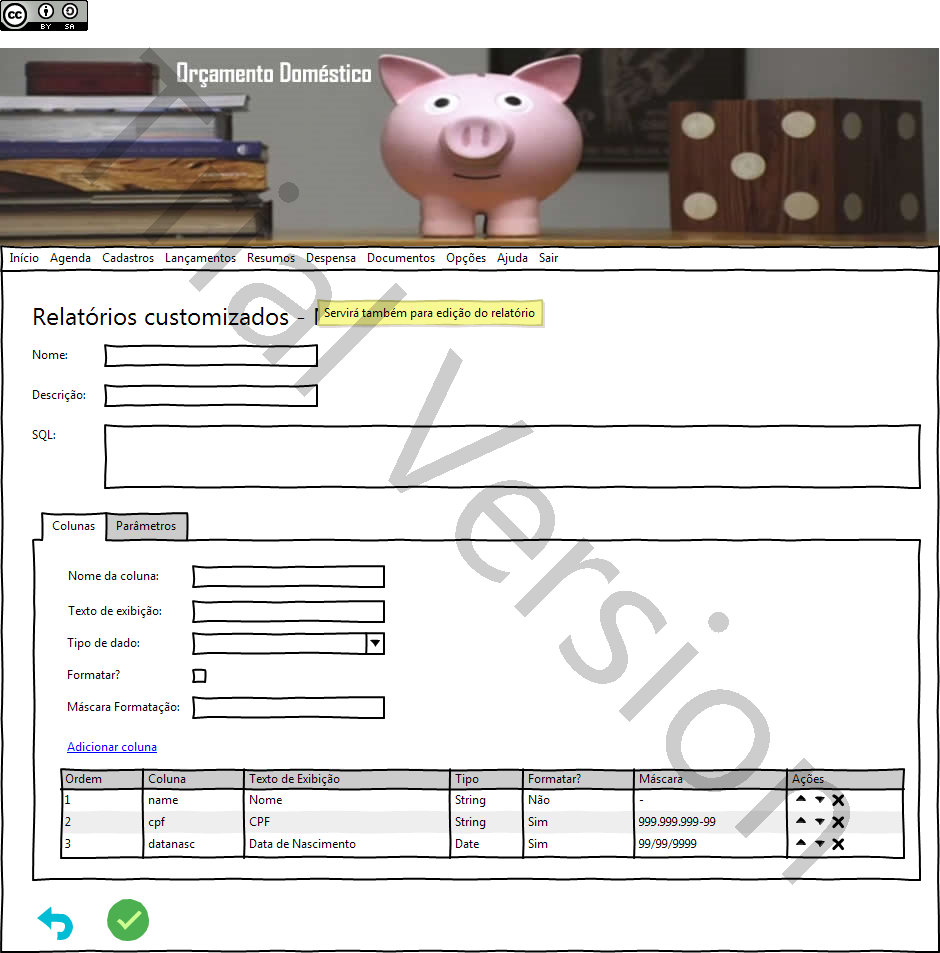 cc
BY SA
Orçamento Doméstico
Início Agenda Cadastros Lançamentos Resumos Despensa Documentos Opções Ajuda Sair
Relatórios customizados -
Servirá também para edição do relatório
Nome:
Descrição:
SQL:
Colunas Parâmetros
Nome da coluna:
Texto de exibição:
Tipo de dado:
Formatar?
Máscara Formatação:
Adicionar coluna
Ordem Coluna Texto de Exibição Tipo Formatar? Máscara Ações
1 name Nome String Não -
2 cpf CPF String Sim 999.999.999-99
3 datanasc Data de Nascimento Date Sim 99/99/9999
Trial Version